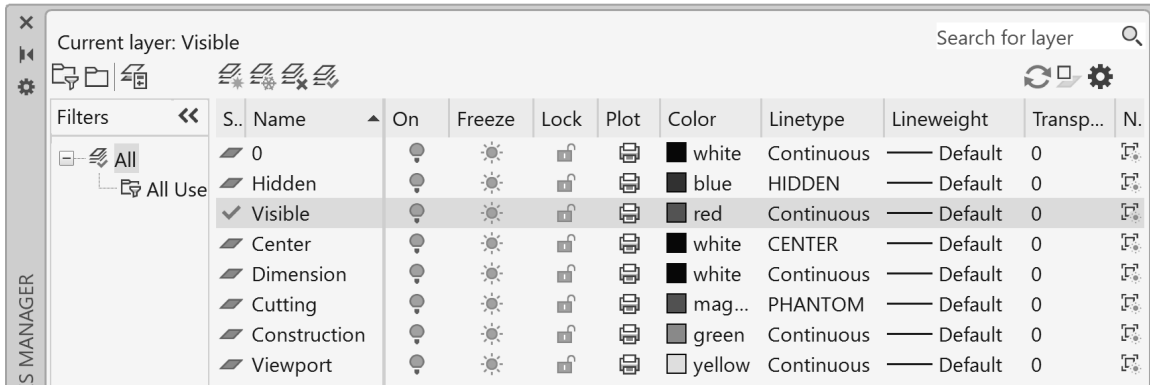 Current layer: Visible
Search for layer
Filters
S.. Name On Freeze Lock Plot Color Linetype Lineweight Transp... N.
All
All Use
0 white Continuous Default 0
Hidden blue HIDDEN Default 0
Visible red Continuous Default 0
Center white CENTER Default 0
Dimension white Continuous Default 0
Cutting mag... PHANTOM Default 0
Construction green Continuous Default 0
Viewport yellow Continuous Default 0
S MANAGER